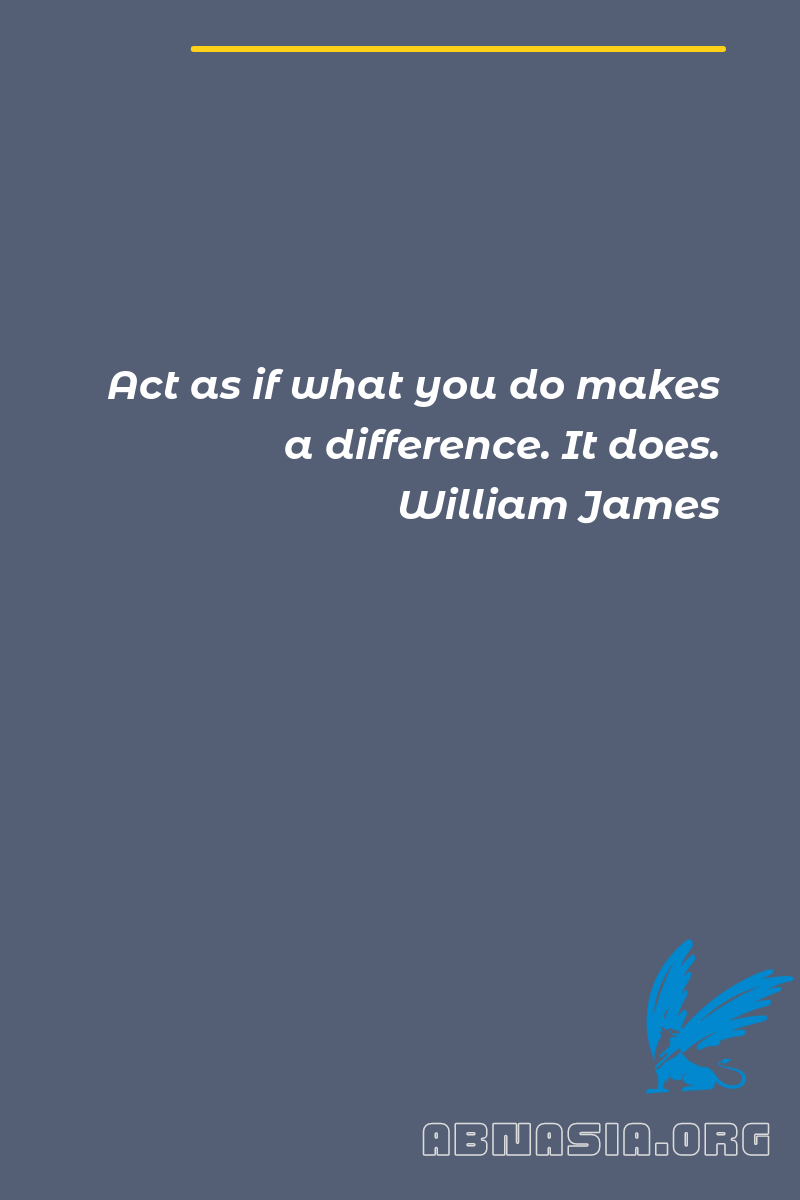 Act as if what you do makes
a difference. It does.
William James
ABNASIA.ORG